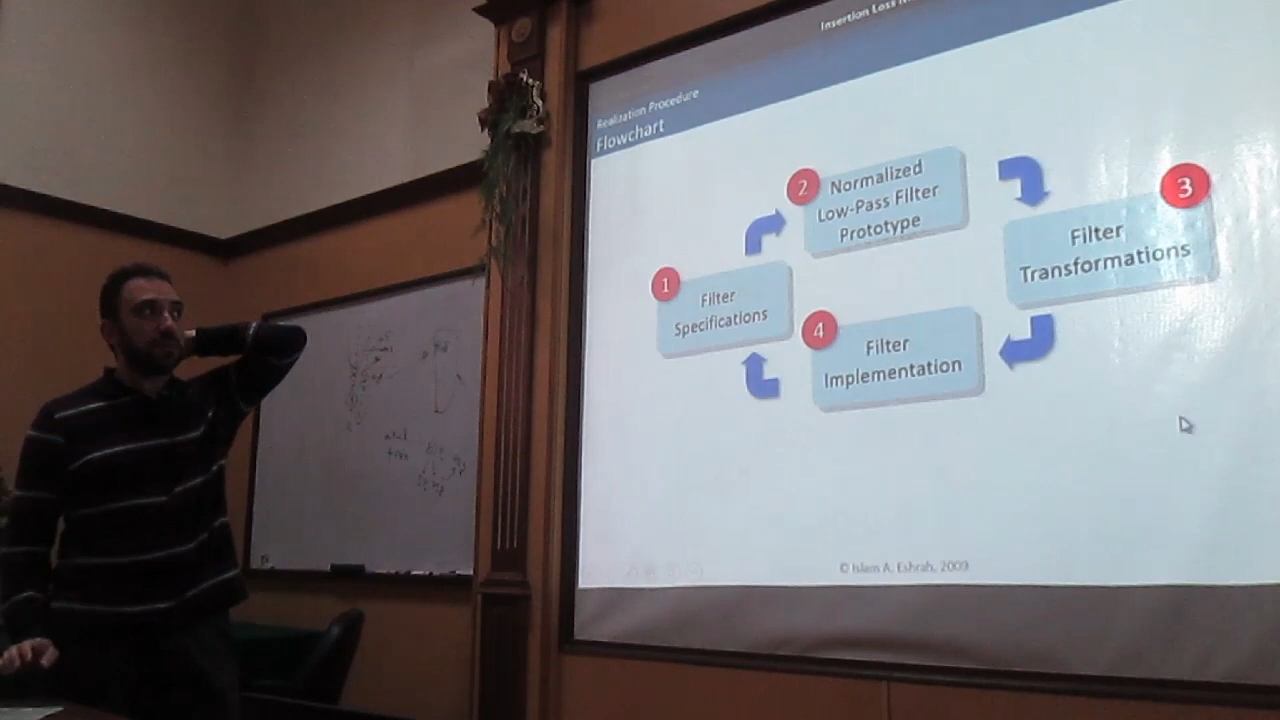 Insertion Loss
Realization Procedure
Flowchart
2
Normalized
Low-Pass Filter
Prototype
3
Filter
Transformations
1
Filter
Specifications
4
Filter
Implementation
© Islam A. Eshrah, 2009